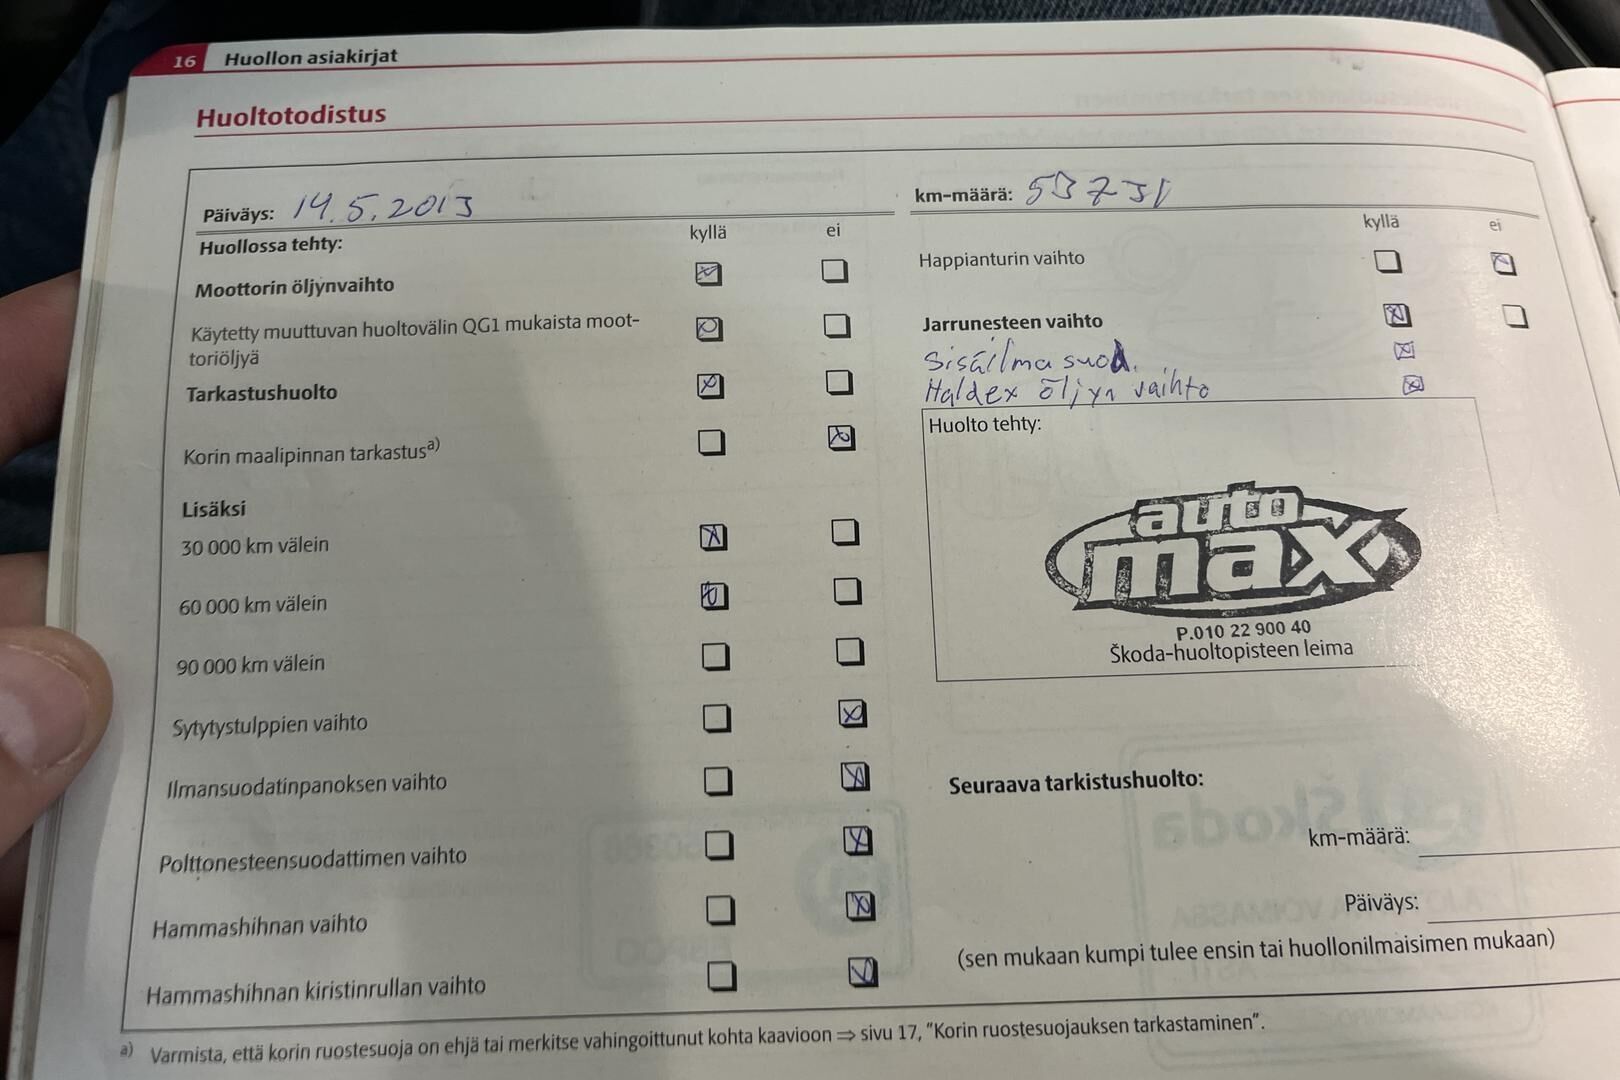 16 Huollon asiakirjat
Huoltotodistus
Päiväys: 14.5.2013
km-määrä: 53731
kyllä ei
kyllä ei
Huollossa tehty:
Moottorin öljynvaihto
Käytetty muuttuvan huoltovälin QG1 mukaista moot-
toriöljyä
Tarkastushuolto
Korin maalipinnan tarkastus a)
Lisäksi
30 000 km välein
60 000 km välein
90 000 km välein
Sytytystulppien vaihto
Ilmansuodatinpanoksen vaihto
Polttonesteensuodattimen vaihto
Hammashihnan vaihto
Hammashihnan kiristinrullan vaihto
Happianturin vaihto
Jarrunesteen vaihto
Sisäilmasuod.
Haldex öljyn vaihto
Huolto tehty:
auto
max
P.010 22 900 40
Škoda-huoltopisteen leima
Seuraava tarkistushuolto:
km-määrä:
Päiväys:
(sen mukaan kumpi tulee ensin tai huollonilmaisimen mukaan)
a) Varmista, että korin ruostesuoja on ehjä tai merkitse vahingoittunut kohta kaavioon ⇒ sivu 17, "Korin ruostesuojauksen tarkastaminen".